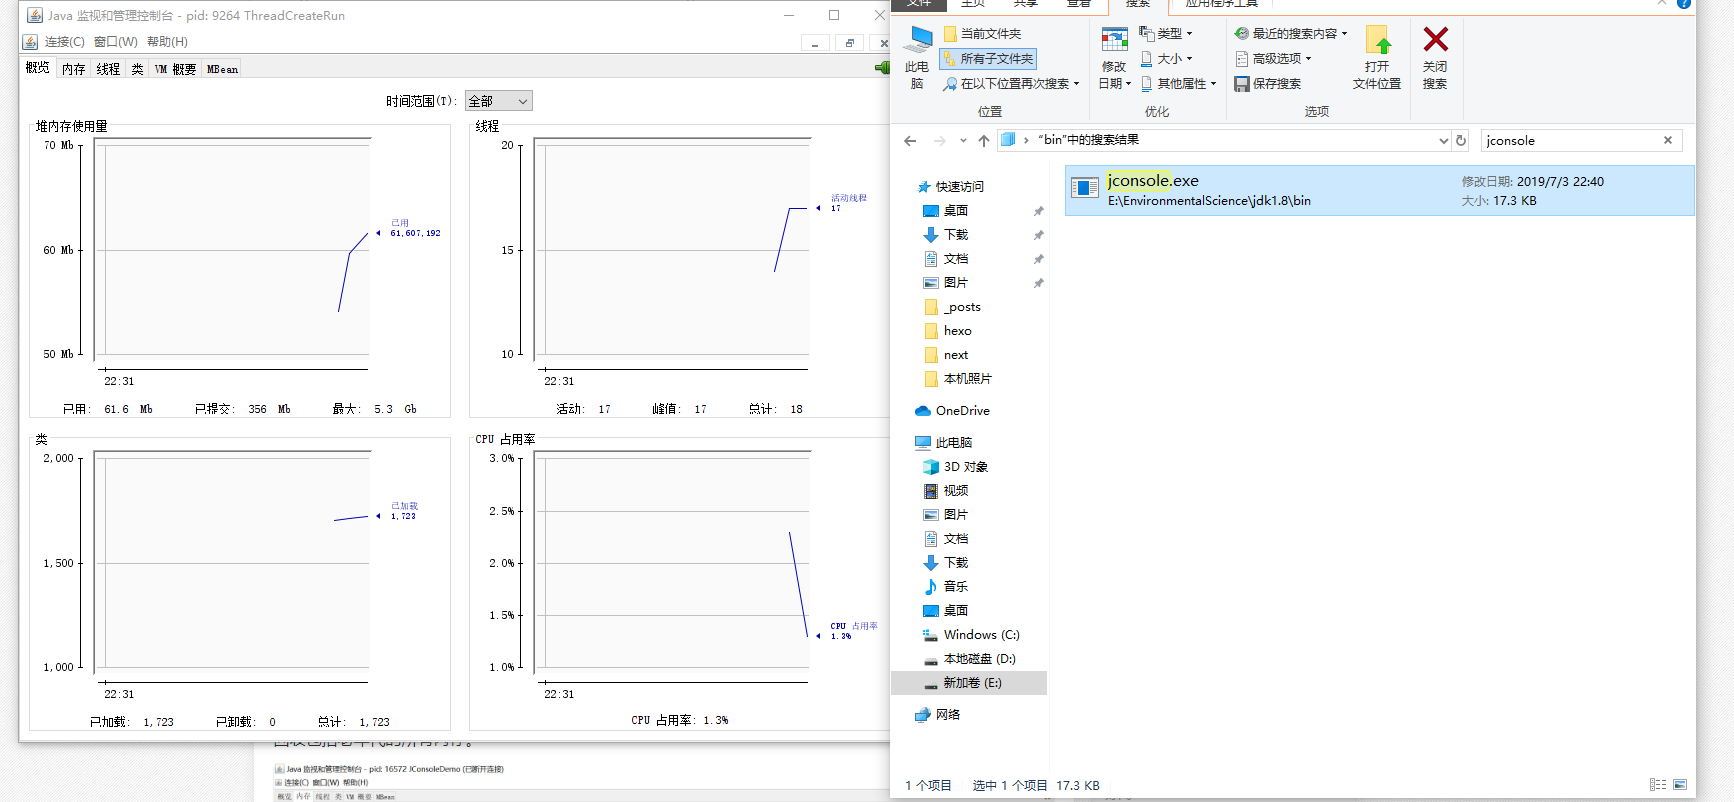 Java 监视和管理控制台 - pid: 9264 ThreadCreateRun
连接(C) 窗口(W) 帮助(H)
概览 内存 线程 类 VM 概要 MBean
时间范围(T): 全部
堆内存使用量
70 Mb
60 Mb
50 Mb
已用
61,607,192
22:31
已用: 61.6 Mb 已提交: 356 Mb 最大: 5.3 Gb
线程
20
15
10
活动线程
17
22:31
活动: 17 峰值: 17 总计: 18
类
2,000
1,500
1,000
已加载
1,723
22:31
已加载: 1,723 已卸载: 0 总计: 1,723
CPU 占用率
3.0%
2.5%
2.0%
1.5%
1.0%
CPU 占用率
1.3%
22:31
CPU 占用率: 1.3%
Java 监视和管理控制台 - pid: 16572 JConsoleDemo (已断开连接)
连接(C) 窗口(W) 帮助(H)
概览 内存 线程 类 VM 概要 MBean
文件 主页 共享 查看 搜索 应用程序工具
此电脑
当前文件夹
所有子文件夹
在以下位置再次搜索
位置
修改日期
类型
大小
其他属性
优化
最近的搜索内容
高级选项
保存搜索
打开文件位置
选项
关闭搜索
“bin”中的搜索结果
jconsole
快速访问
桌面
下载
文档
图片
_posts
hexo
next
本机照片
OneDrive
此电脑
3D 对象
视频
图片
文档
下载
音乐
桌面
Windows (C:)
本地磁盘 (D:)
新加卷 (E:)
网络
jconsole.exe
E:\EnvironmentalScience\jdk1.8\bin
修改日期: 2019/7/3 22:40
大小: 17.3 KB
1 个项目 选中 1 个项目 17.3 KB